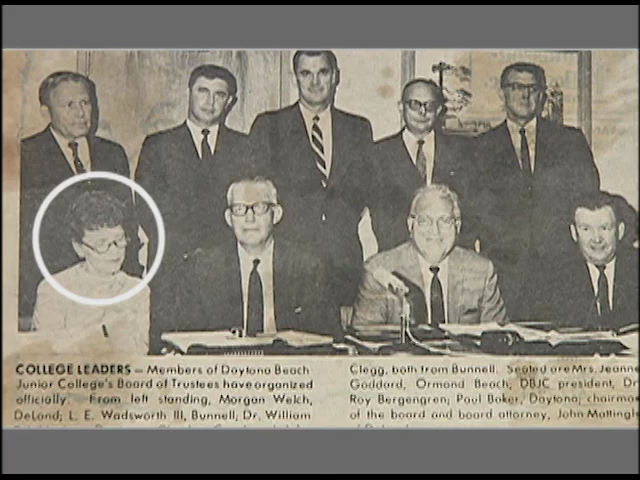 COLLEGE LEADERS — Members of Daytona Beach
Junior College's Board of Trustees have organized
officially. From left standing, Morgan Welch,
DeLand; L. E. Wadsworth III, Bunnell; Dr. William
Clegg, both from Bunnell. Seated are Mrs. Jeanne
Goddard, Ormond Beach; DBJC president, Dr.
Roy Bergengren; Paul Baker, Daytona; chairman
of the board and board attorney, John